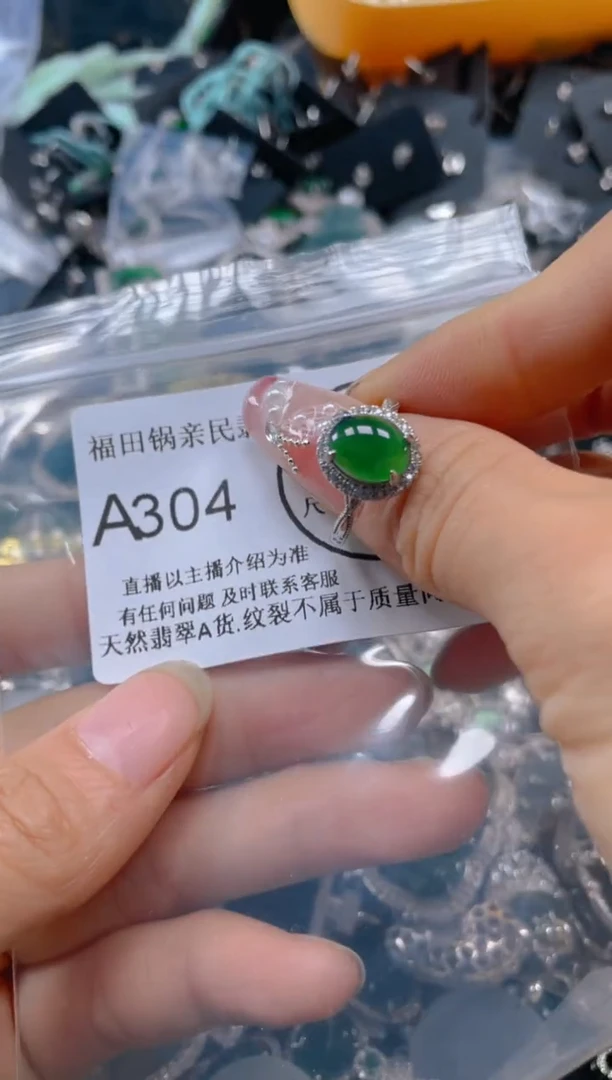 福田锅亲民
A304
尺
直播以主播介绍为准
有任何问题 及时联系客服
天然翡翠A货.纹裂不属于质量问